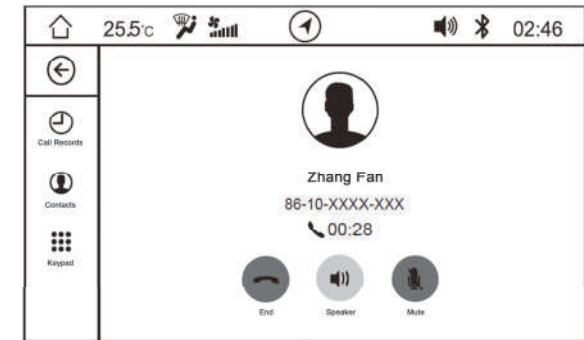 25.5°C
02:46
Call Records
Contacts
Keypad
Zhang Fan
86-10-XXXX-XXX
00:28
End Speaker Mute